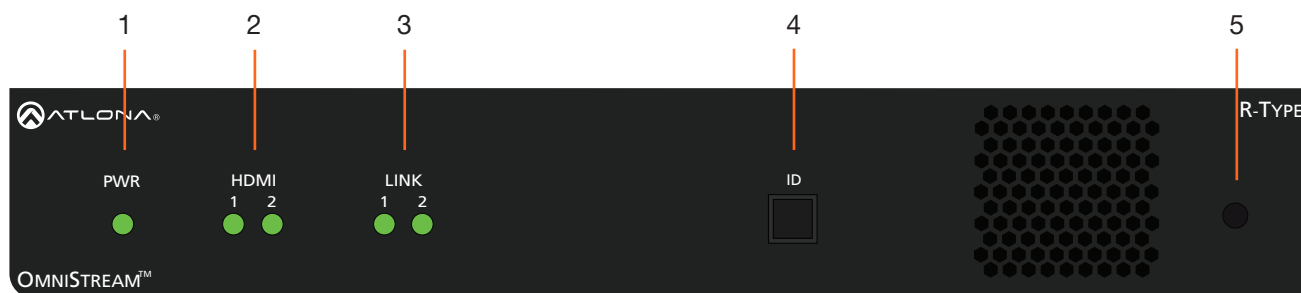 1 2 3 4 5
ATLONA®
R-TYPE
PWR HDMI LINK ID
1 2 1 2
OMNISTREAM™